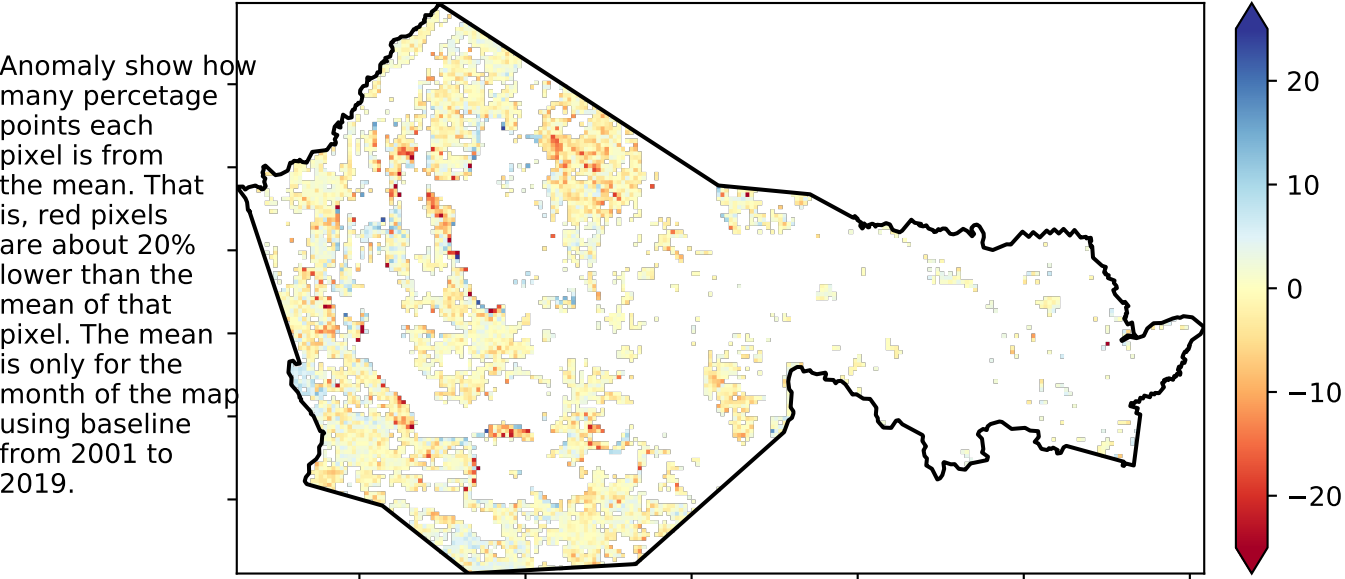 Anomaly show how
many percetage
points each
pixel is from
the mean. That
is, red pixels
are about 20%
lower than the
mean of that
pixel. The mean
is only for the
month of the map
using baseline
from 2001 to
2019.
20
10
0
−10
−20